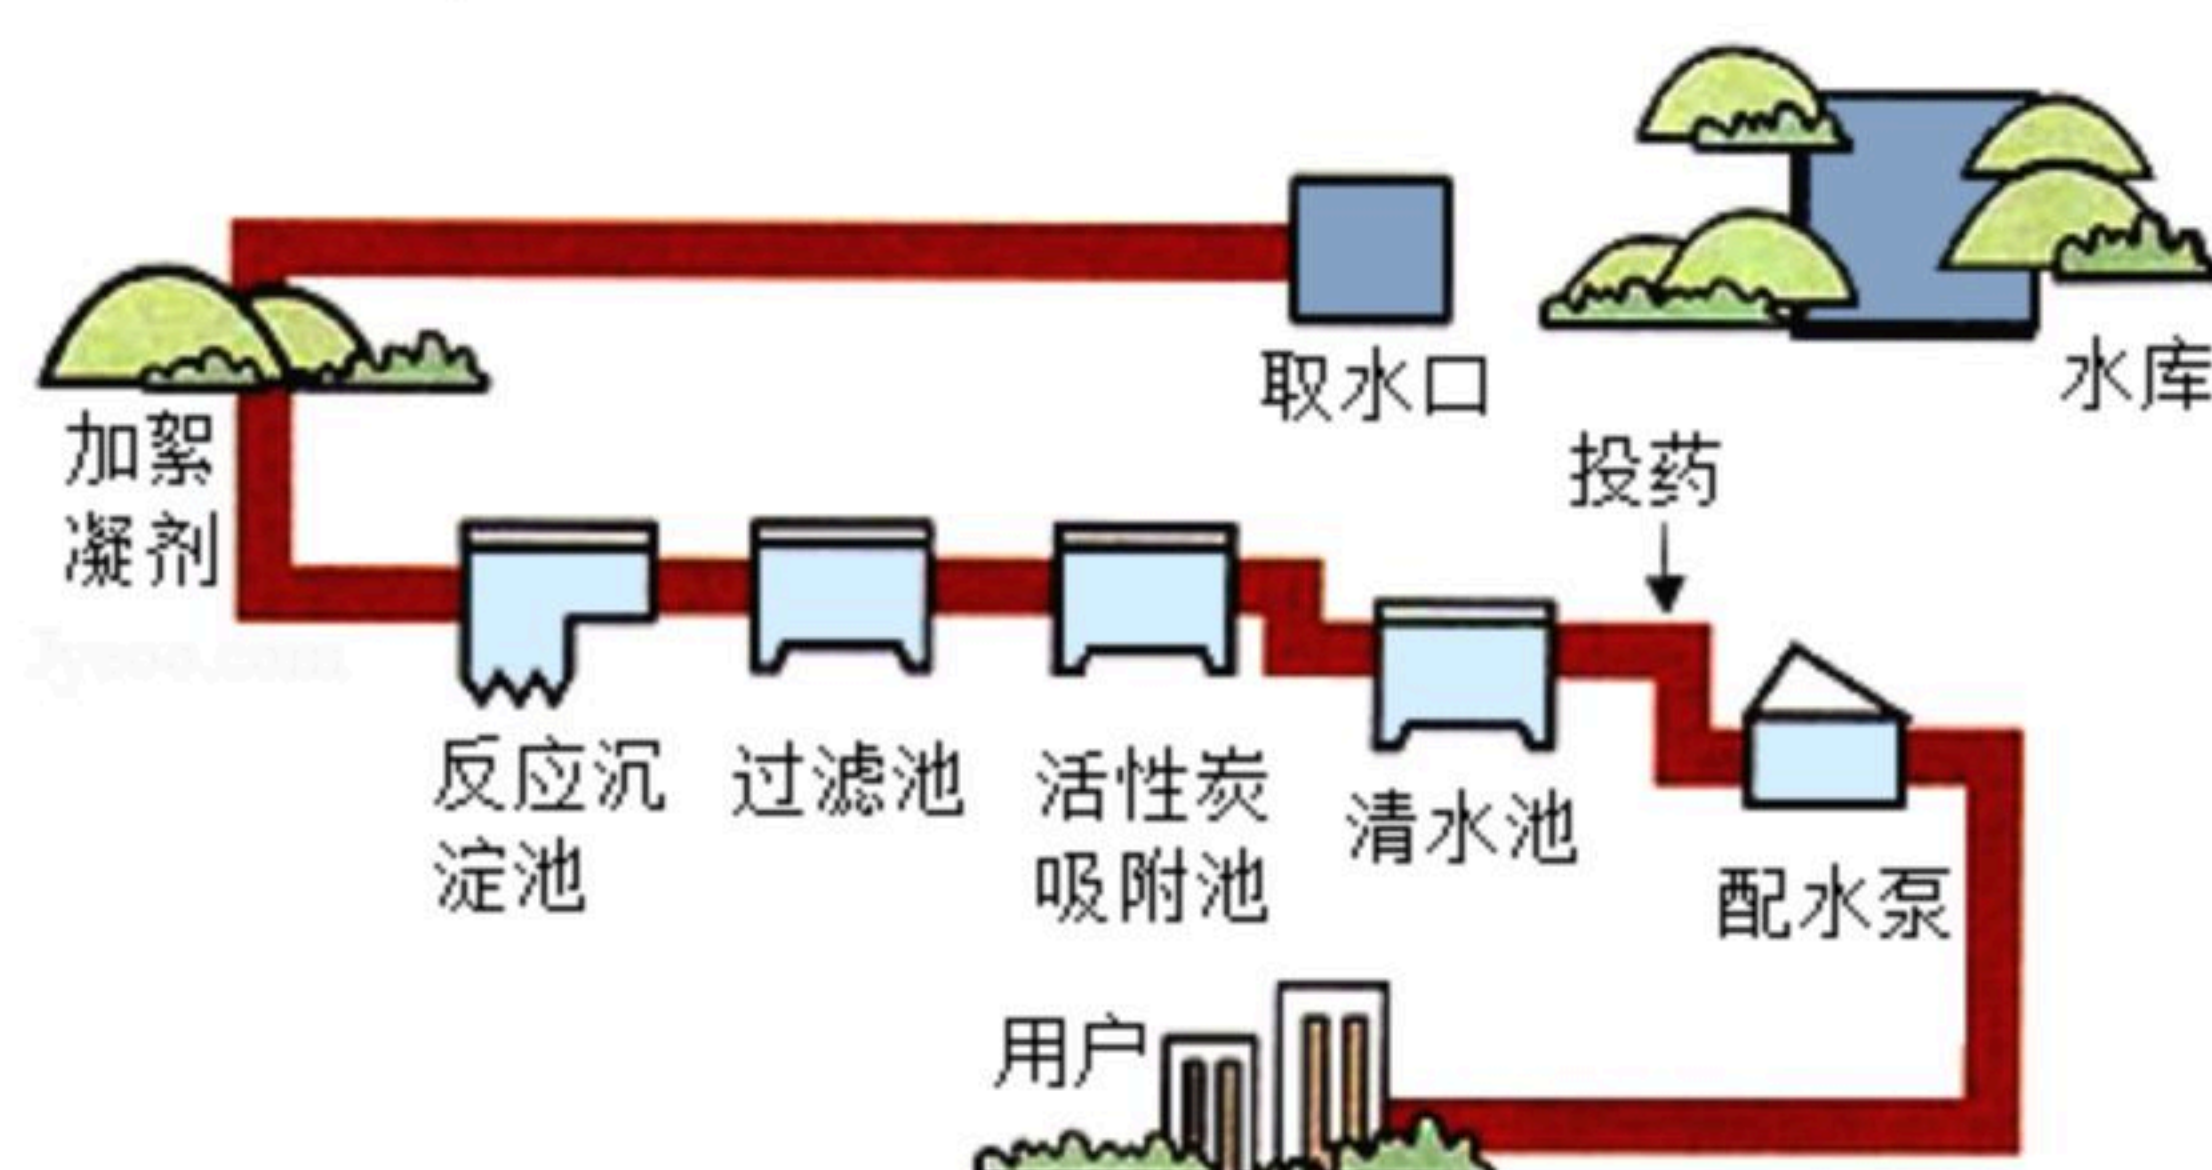 取水口
水库
加絮
凝剂
投药
反应沉
淀池
过滤池
活性炭
吸附池
清水池
配水泵
用户